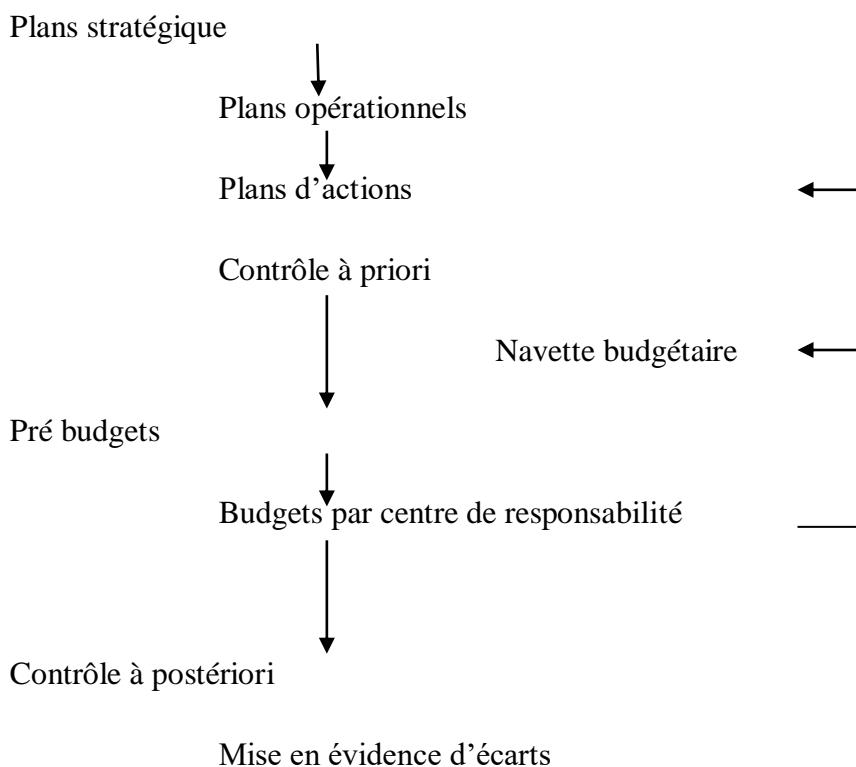 Plans stratégique
Plans opérationnels
Plans d’actions
Contrôle à priori
Navette budgétaire
Pré budgets
Budgets par centre de responsabilité
Contrôle à postériori
Mise en évidence d’écarts